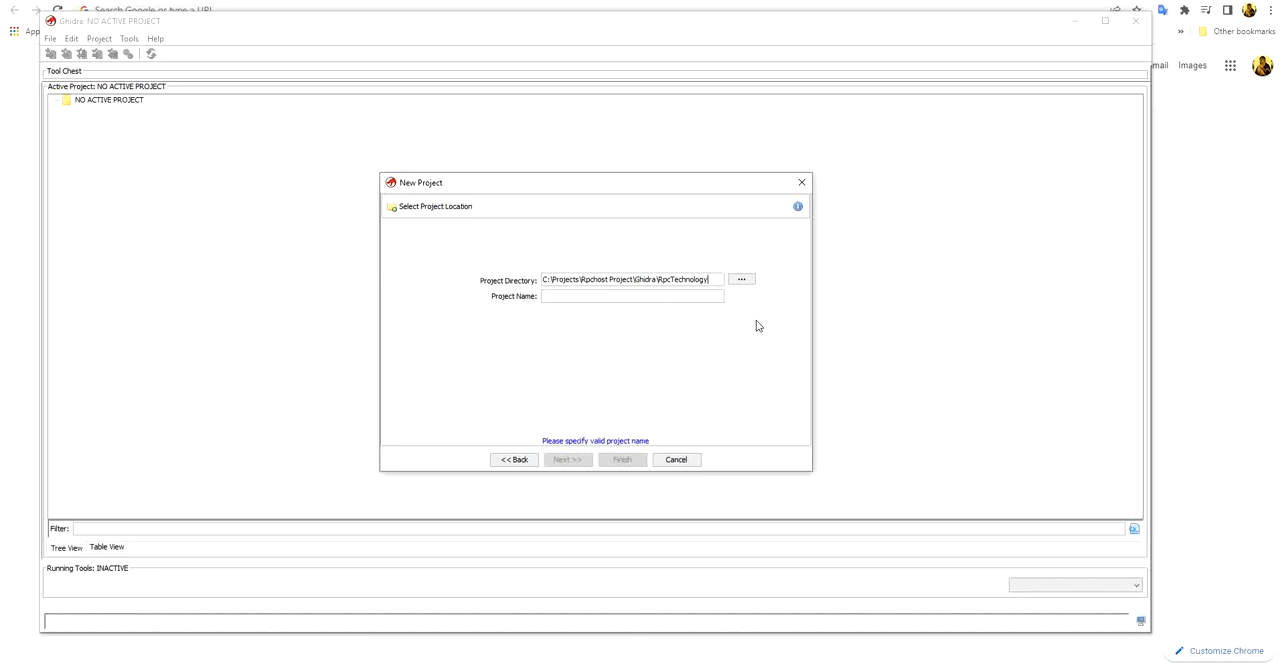 Search Google or type a URL
Ghidra: NO ACTIVE PROJECT
App
Other bookmarks
File Edit Project Tools Help
mail Images
Tool Chest
Active Project: NO ACTIVE PROJECT
NO ACTIVE PROJECT
New Project
Select Project Location
Project Directory: C:\Projects\Rpchost Project\Ghidra\RpcTechnology
Project Name:
Please specify valid project name
<< Back Next >> Finish Cancel
Filter:
Tree View Table View
Running Tools: INACTIVE
Customize Chrome